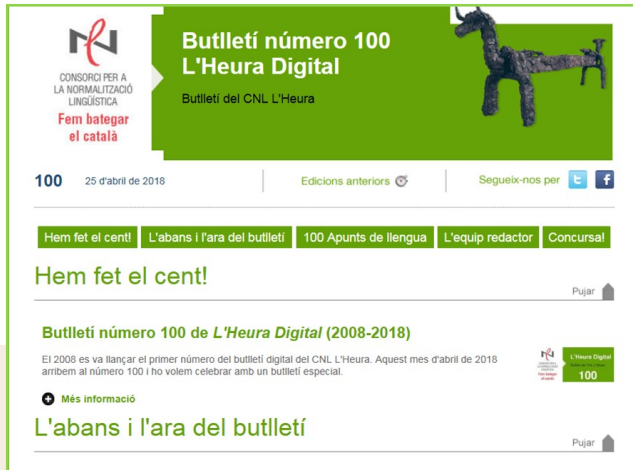 CONSORCI PER A
LA NORMALITZACIÓ
LINGÜÍSTICA
Fem bategar
el català
Butlletí número 100
L'Heura Digital
Butlletí del CNL L'Heura
100 25 d'abril de 2018 Edicions anteriors Segueix-nos per
Hem fet el cent! L'abans i l'ara del butlletí 100 Apunts de llengua L'equip redactor Concursa!
Hem fet el cent!
Pujar
Butlletí número 100 de L'Heura Digital (2008-2018)
El 2008 es va llançar el primer número del butlletí digital del CNL L'Heura. Aquest mes d'abril de 2018
arribem al número 100 i ho volem celebrar amb un butlletí especial.
L'Heura Digital
100
Més informació
L'abans i l'ara del butlletí
Pujar